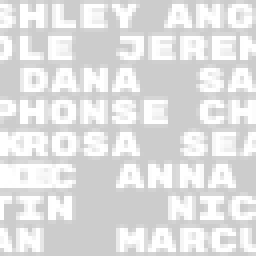 SHLEY ANG
OLE JEREM
DANA SA
PHONSE CH
KROSA SEA
ANNA
TIN NIC
AN MARCU